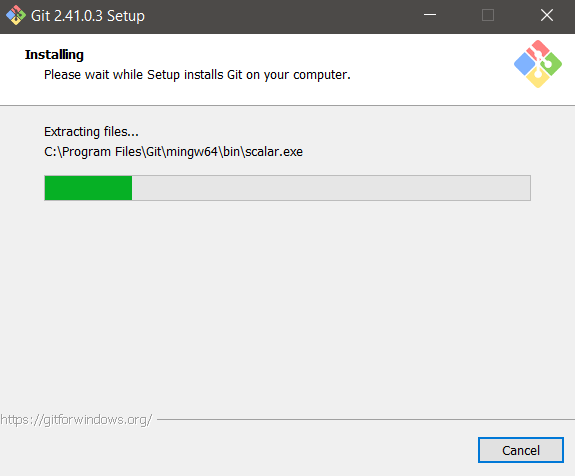 Git 2.41.0.3 Setup
Installing
Please wait while Setup installs Git on your computer.
Extracting files...
C:\Program Files\Git\mingw64\bin\scalar.exe
https://gitforwindows.org/
Cancel